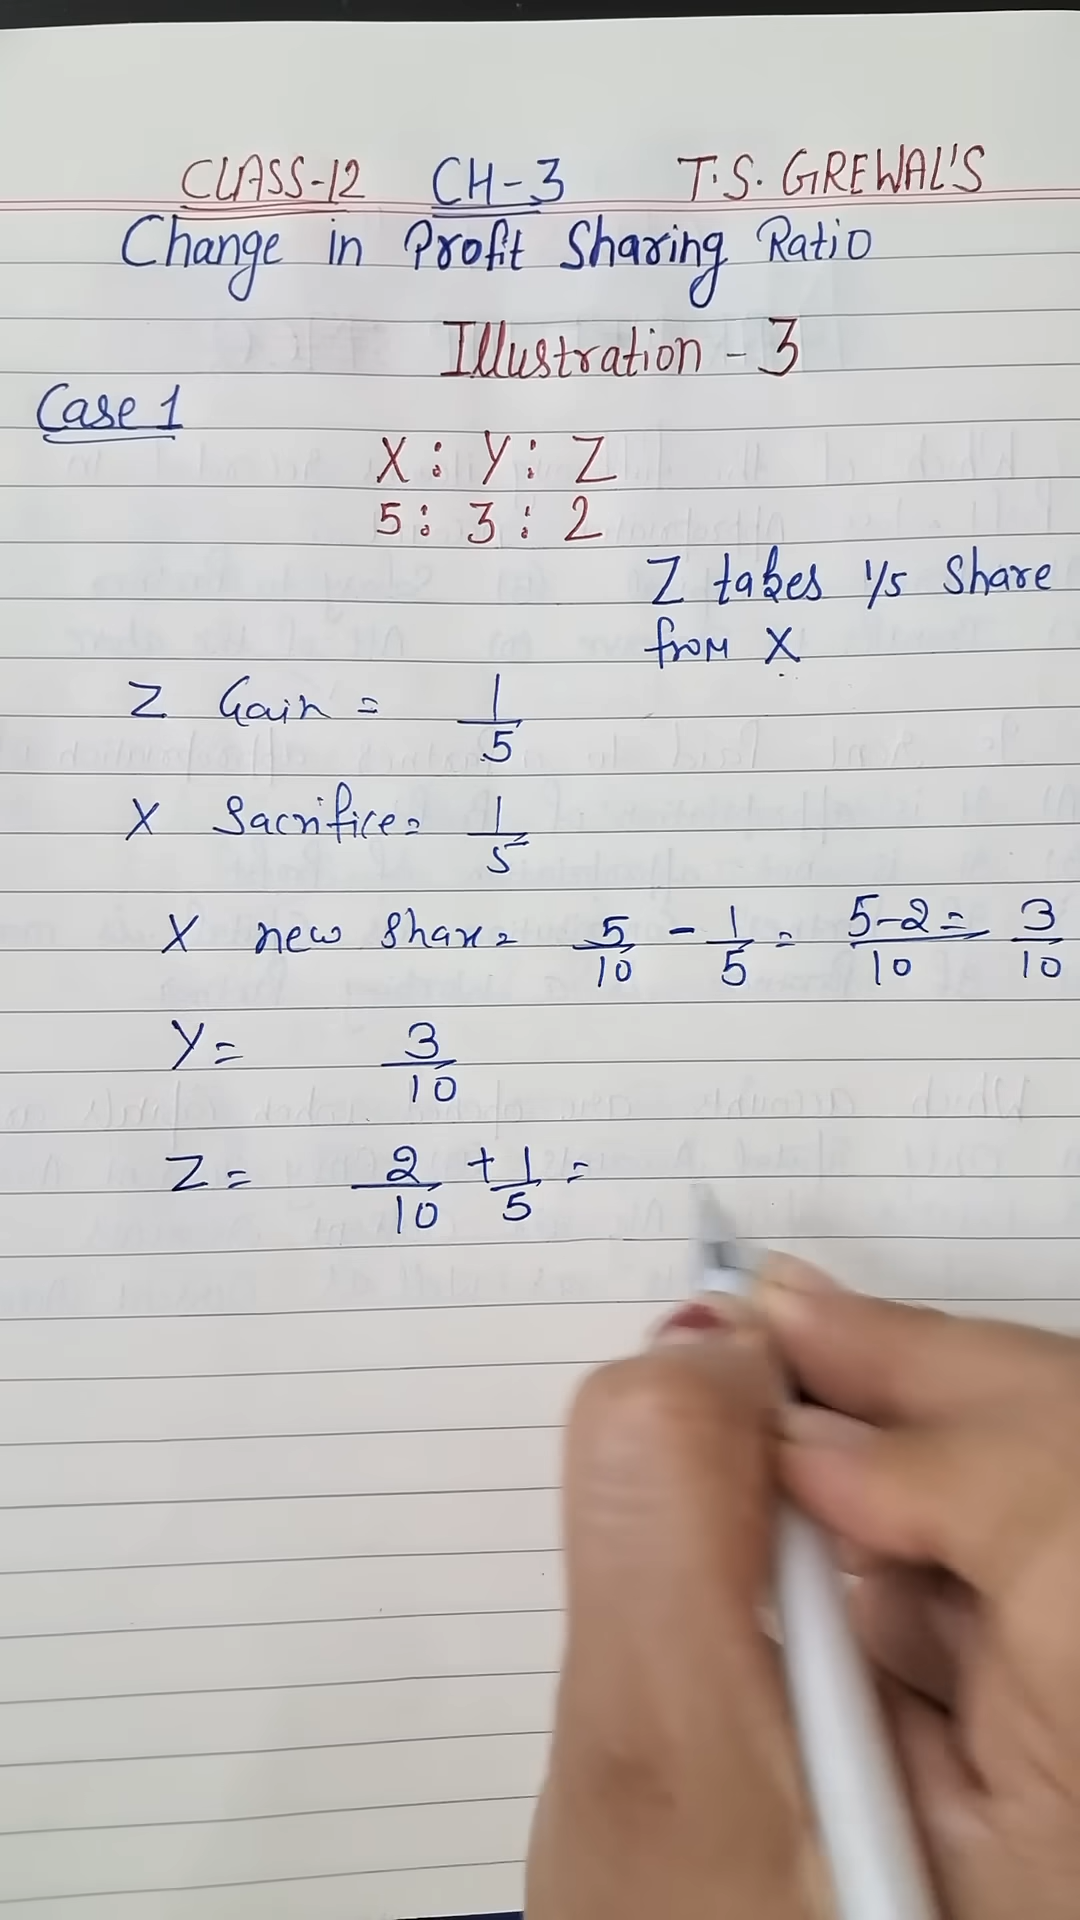 CLASS-12 CH-3 T.S. GREWAL'S
Change in Profit Sharing Ratio
Illustration - 3
Case 1
X : Y : Z
5 : 3 : 2
Z takes 1/5 Share
from X
Z Gain = 1/5
X Sacrifice = 1/5
X new share = 5/10 - 1/5 = 5-2/10 = 3/10
Y = 3/10
Z = 2/10 + 1/5 =